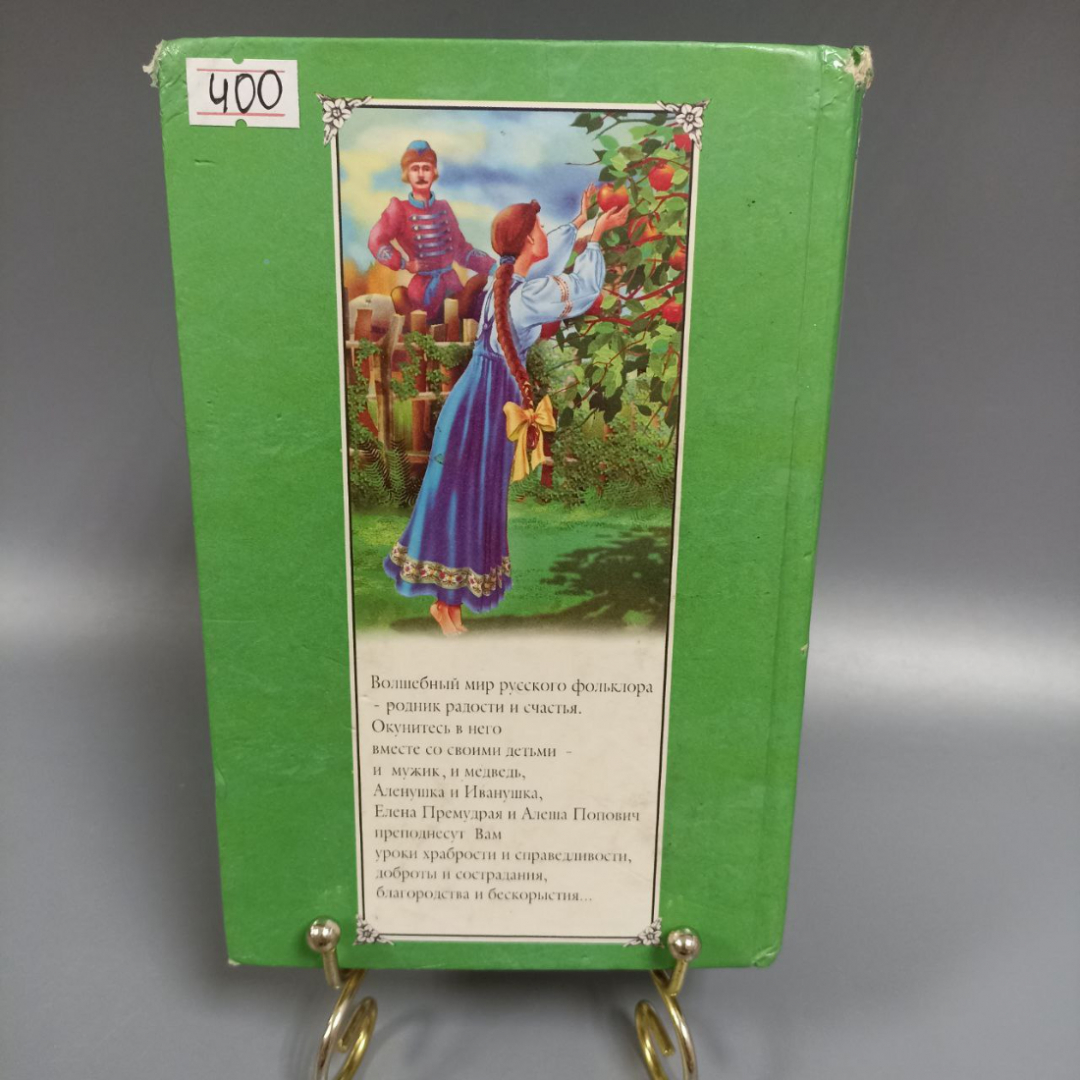 400
Волшебный мир русского фольклора
- родник радости и счастья.
Окунитесь в него
вместе со своими детьми -
и мужик, и медведь,
Аленушка и Иванушка,
Елена Премудрая и Алеша Попович
преподнесут Вам
уроки храбрости и справедливости,
доброты и сострадания,
благородства и бескорыстия...